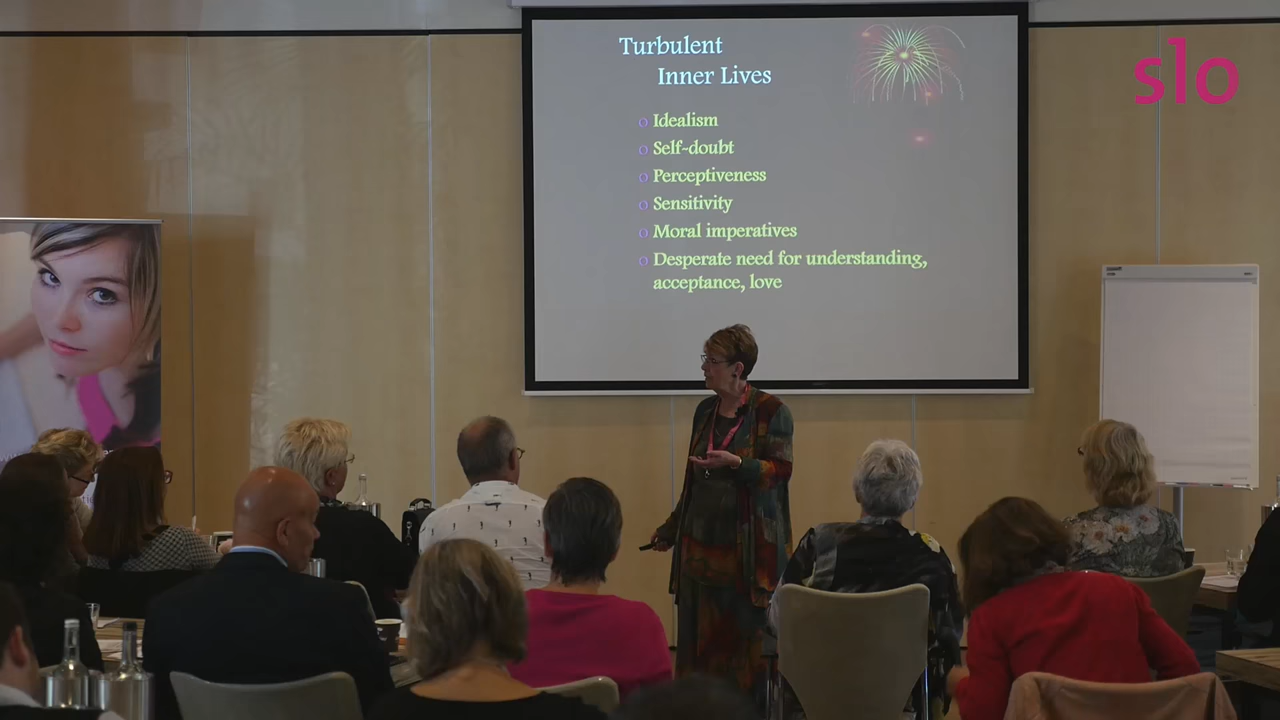 Turbulent
Inner Lives
slo
Idealism
Self-doubt
Perceptiveness
Sensitivity
Moral imperatives
Desperate need for understanding,
acceptance, love